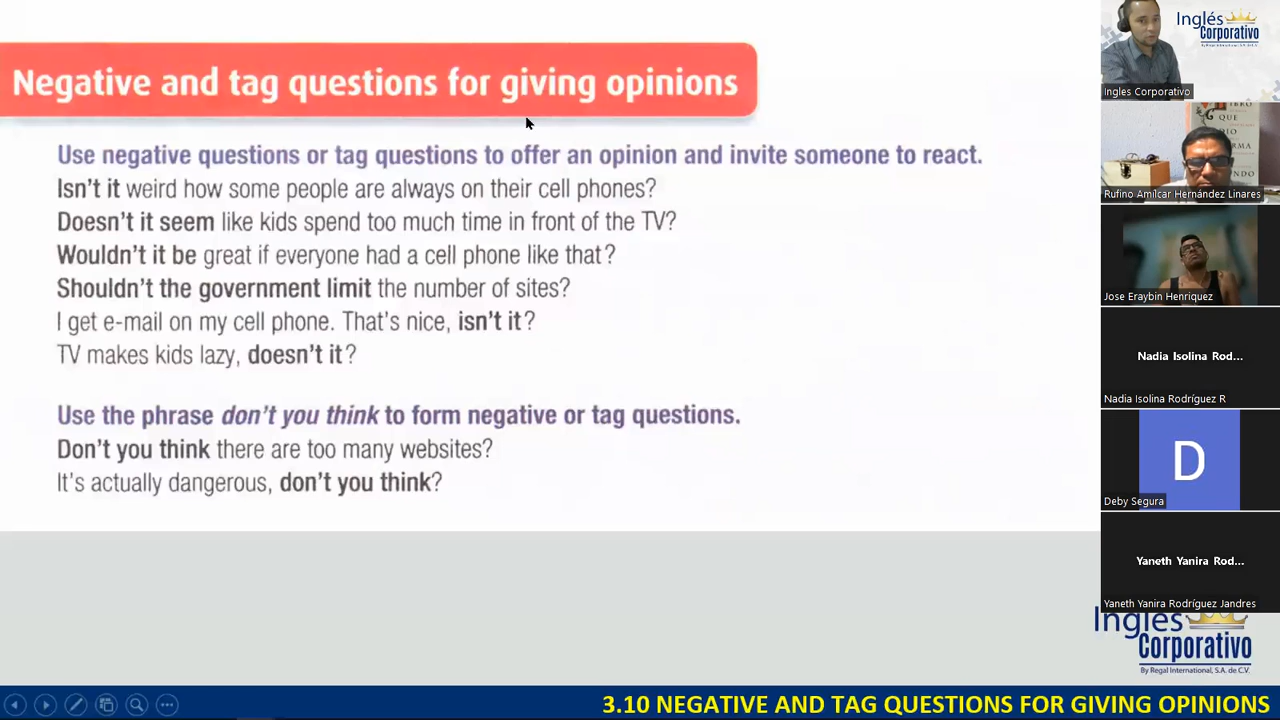 Negative and tag questions for giving opinions
Use negative questions or tag questions to offer an opinion and invite someone to react.
Isn't it weird how some people are always on their cell phones?
Doesn't it seem like kids spend too much time in front of the TV?
Wouldn't it be great if everyone had a cell phone like that?
Shouldn't the government limit the number of sites?
I get e-mail on my cell phone. That's nice, isn't it?
TV makes kids lazy, doesn't it?
Use the phrase don't you think to form negative or tag questions.
Don't you think there are too many websites?
It's actually dangerous, don't you think?
Inglés
Corporativo
By Regal International, S.A. de C.V.
Ingles Corporativo
Rufino Amílcar Hernández Linares
Jose Eraybin Henriquez
Nadia Isolina Rod...
Nadia Isolina Rodríguez R
D
Deby Segura
Yaneth Yanira Rod...
Yaneth Yanira Rodríguez Jandres
Inglés
Corporativo
By Regal International, S.A. de C.V.
3.10 NEGATIVE AND TAG QUESTIONS FOR GIVING OPINIONS